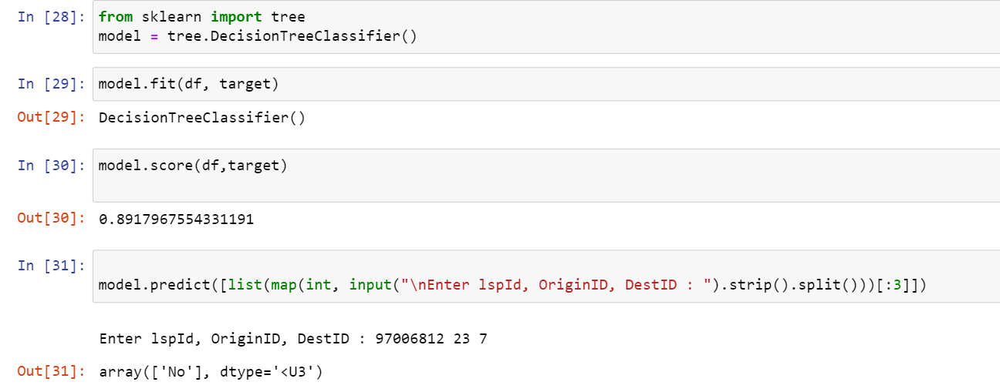 In [28]: from sklearn import tree
model = tree.DecisionTreeClassifier()
In [29]: model.fit(df, target)
Out[29]: DecisionTreeClassifier()
In [30]: model.score(df,target)
Out[30]: 0.8917967554331191
In [31]:
model.predict([list(map(int, input("\nEnter lspId, OriginID, DestID : ").strip().split()))[:3]])
Enter lspId, OriginID, DestID : 97006812 23 7
Out[31]: array(['No'], dtype='<U3')